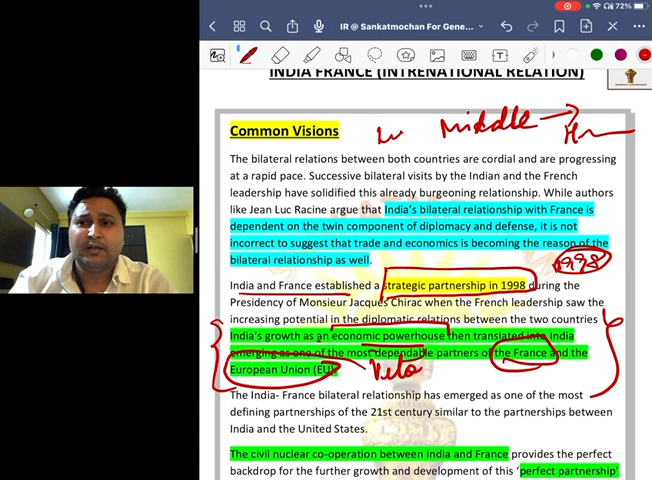 72%
IR @ Sankatmochan For Gene...
INDIA FRANCE (INTRENATIONAL RELATION)
Common Visions
Middle
The bilateral relations between both countries are cordial and are progressing
at a rapid pace. Successive bilateral visits by the Indian and the French
leadership have solidified this already burgeoning relationship. While authors
like Jean Luc Racine argue that India's bilateral relationship with France is
dependent on the twin component of diplomacy and defense, it is not
incorrect to suggest that trade and economics is becoming the reason of the
bilateral relationship as well.
1998
India and France established a strategic partnership in 1998 during the
Presidency of Monsieur Jacques Chirac when the French leadership saw the
increasing potential in the diplomatic relations between the two countries
India's growth as an economic powerhouse then translated into India
emerging as one of the most dependable partners of the France and the
European Union (EU)
Veto
The India- France bilateral relationship has emerged as one of the most
defining partnerships of the 21st century similar to the partnerships between
India and the United States.
The civil nuclear co-operation between India and France provides the perfect
backdrop for the further growth and development of this 'perfect partnership'